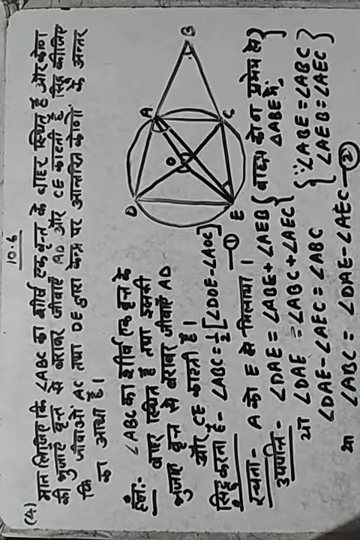 10.6
(4) मान लिजिए कि ∠ABC का शीर्ष एक वृत्त के बाहर स्थित है और कोण
की भुजाएँ वृत्त से बराबर जीवाएँ AD और CE काटती हैं। सिद्ध कीजिए
कि जीवाओं AC तथा DE द्वारा केन्द्र पर अंतरित कोणों के अन्तर
का आधा है।
हल:- ∠ABC का शीर्ष एक वृत्त के
बाहर स्थित है तथा इसकी
भुजाएँ वृत्त से बराबर जीवाएँ AD
और CE काटती हैं।
सिद्ध करना है- ∠ABC = 1/2 [∠DOE - ∠AOC]
रचना- A को E से मिलाया। ①
उपपत्ति- ∠DAE = ∠ABE + ∠AEB {बाह्य कोण प्रमेय से}
ΔABE में,
∠DAE = ∠ABC + ∠AEC {∵∠ABE = ∠ABC
∠AEB = ∠AEC}
या ∠DAE - ∠AEC = ∠ABC
या ∠ABC = ∠DAE - ∠AEC ②
D
A
B
O
E
C